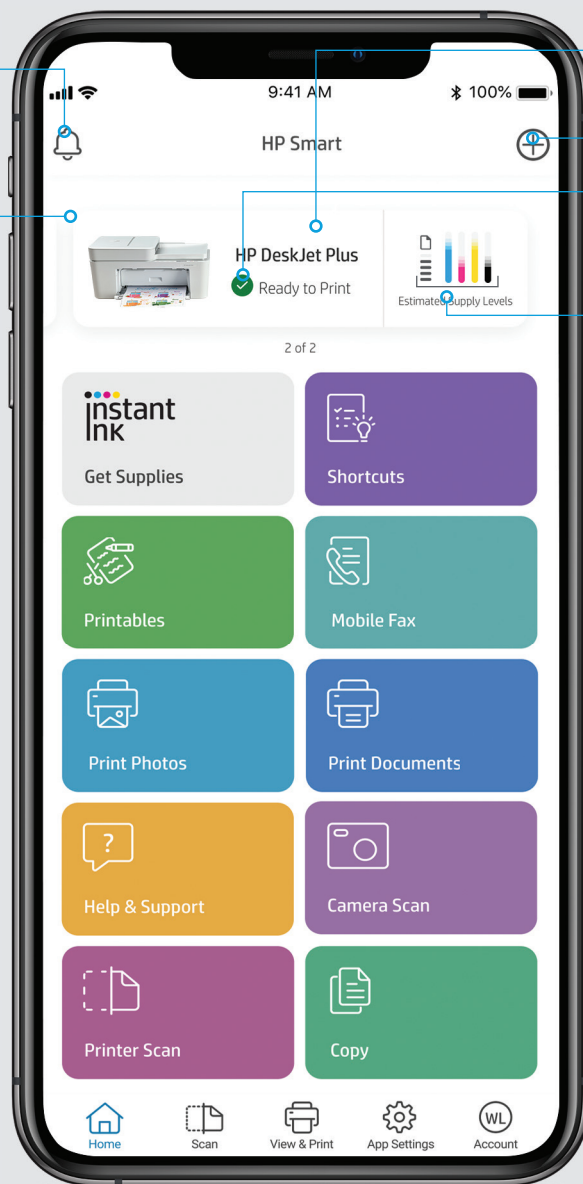 9:41 AM
100%
HP Smart
HP DeskJet Plus
Ready to Print
Estimated Supply Levels
2 of 2
instant
ink
Get Supplies
Shortcuts
Printables
Mobile Fax
Print Photos
Print Documents
?
Help & Support
Camera Scan
Printer Scan
Copy
Home
Scan
View & Print
App Settings
WL
Account